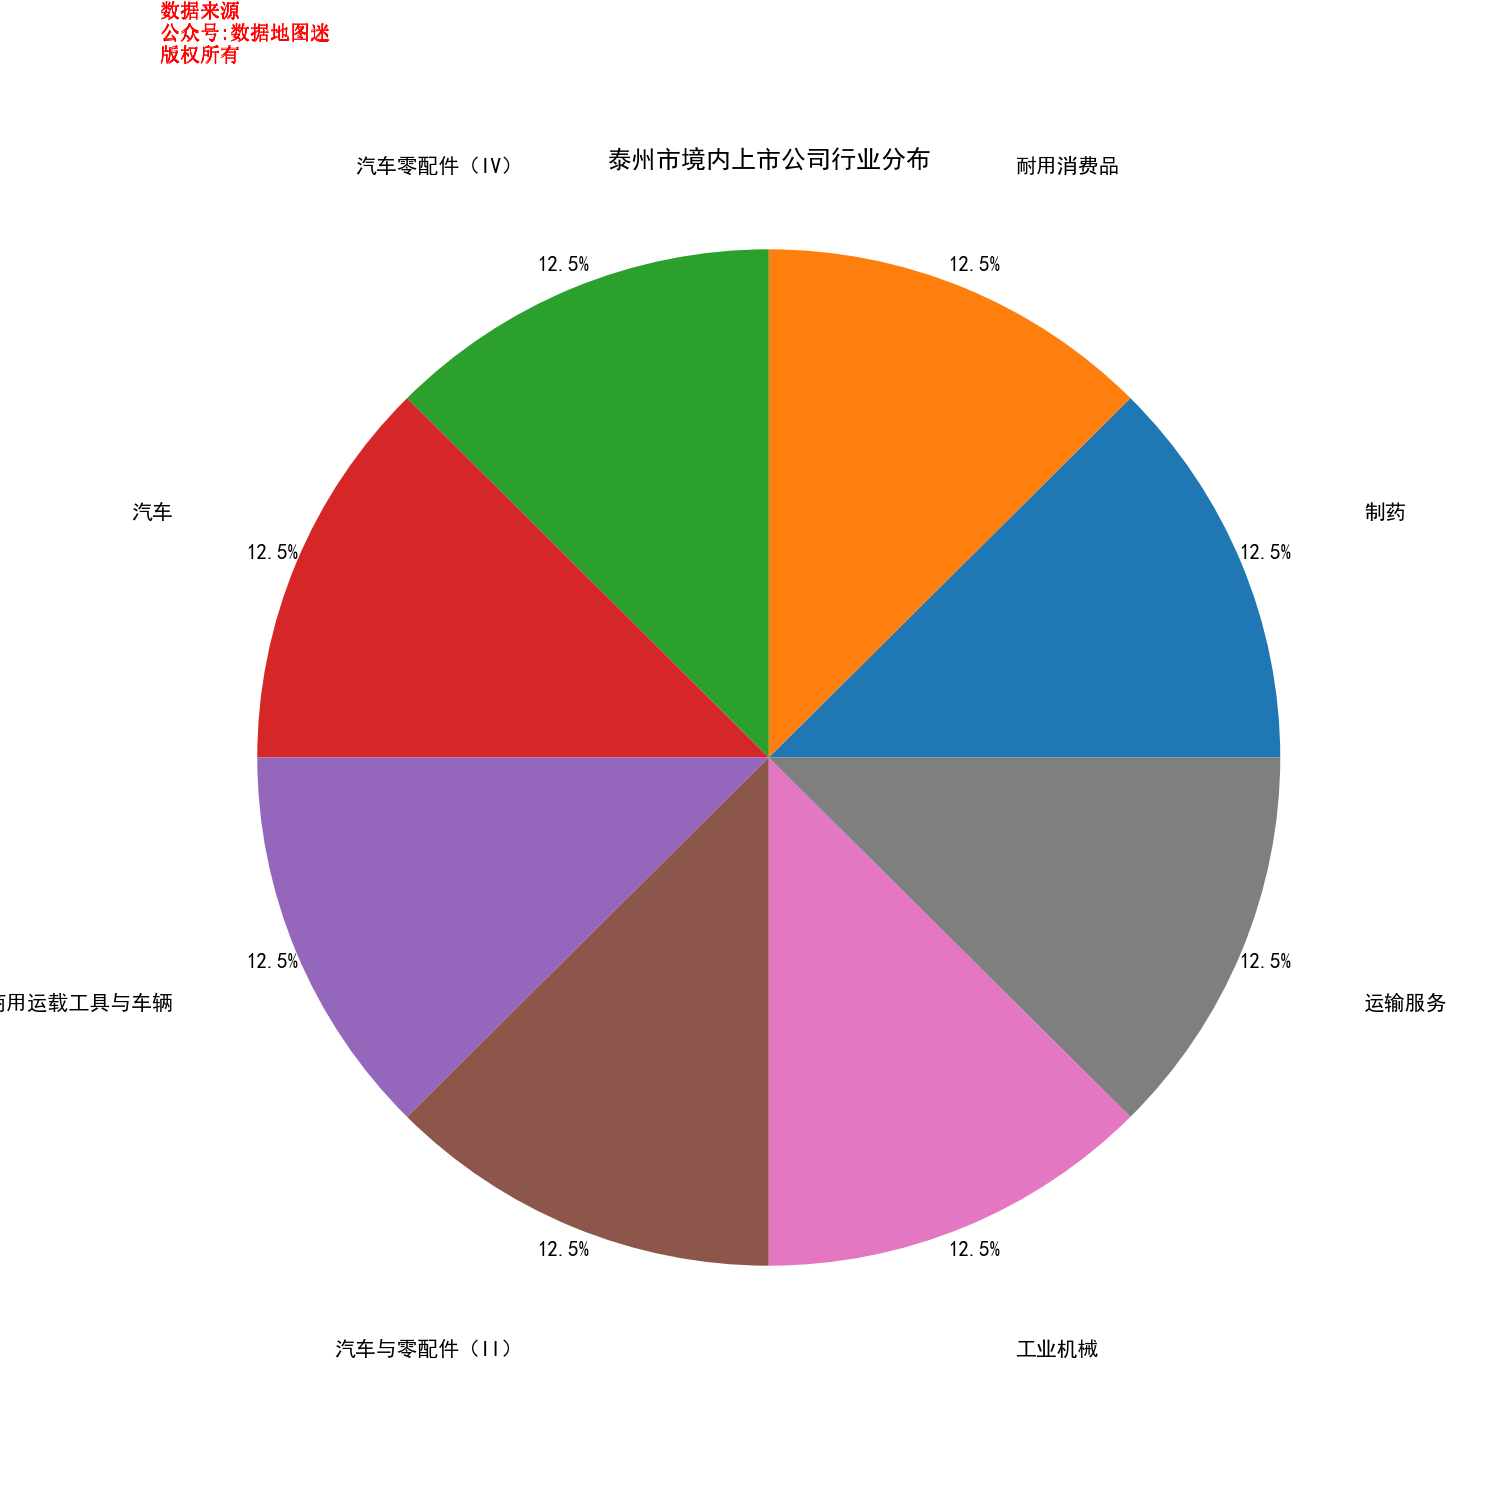 数据来源
公众号:数据地图迷
版权所有
泰州市境内上市公司行业分布
汽车零配件（IV）
耐用消费品
12.5%
12.5%
汽车
制药
12.5%
12.5%
12.5%
12.5%
用运载工具与车辆
运输服务
12.5%
12.5%
汽车与零配件（II）
工业机械